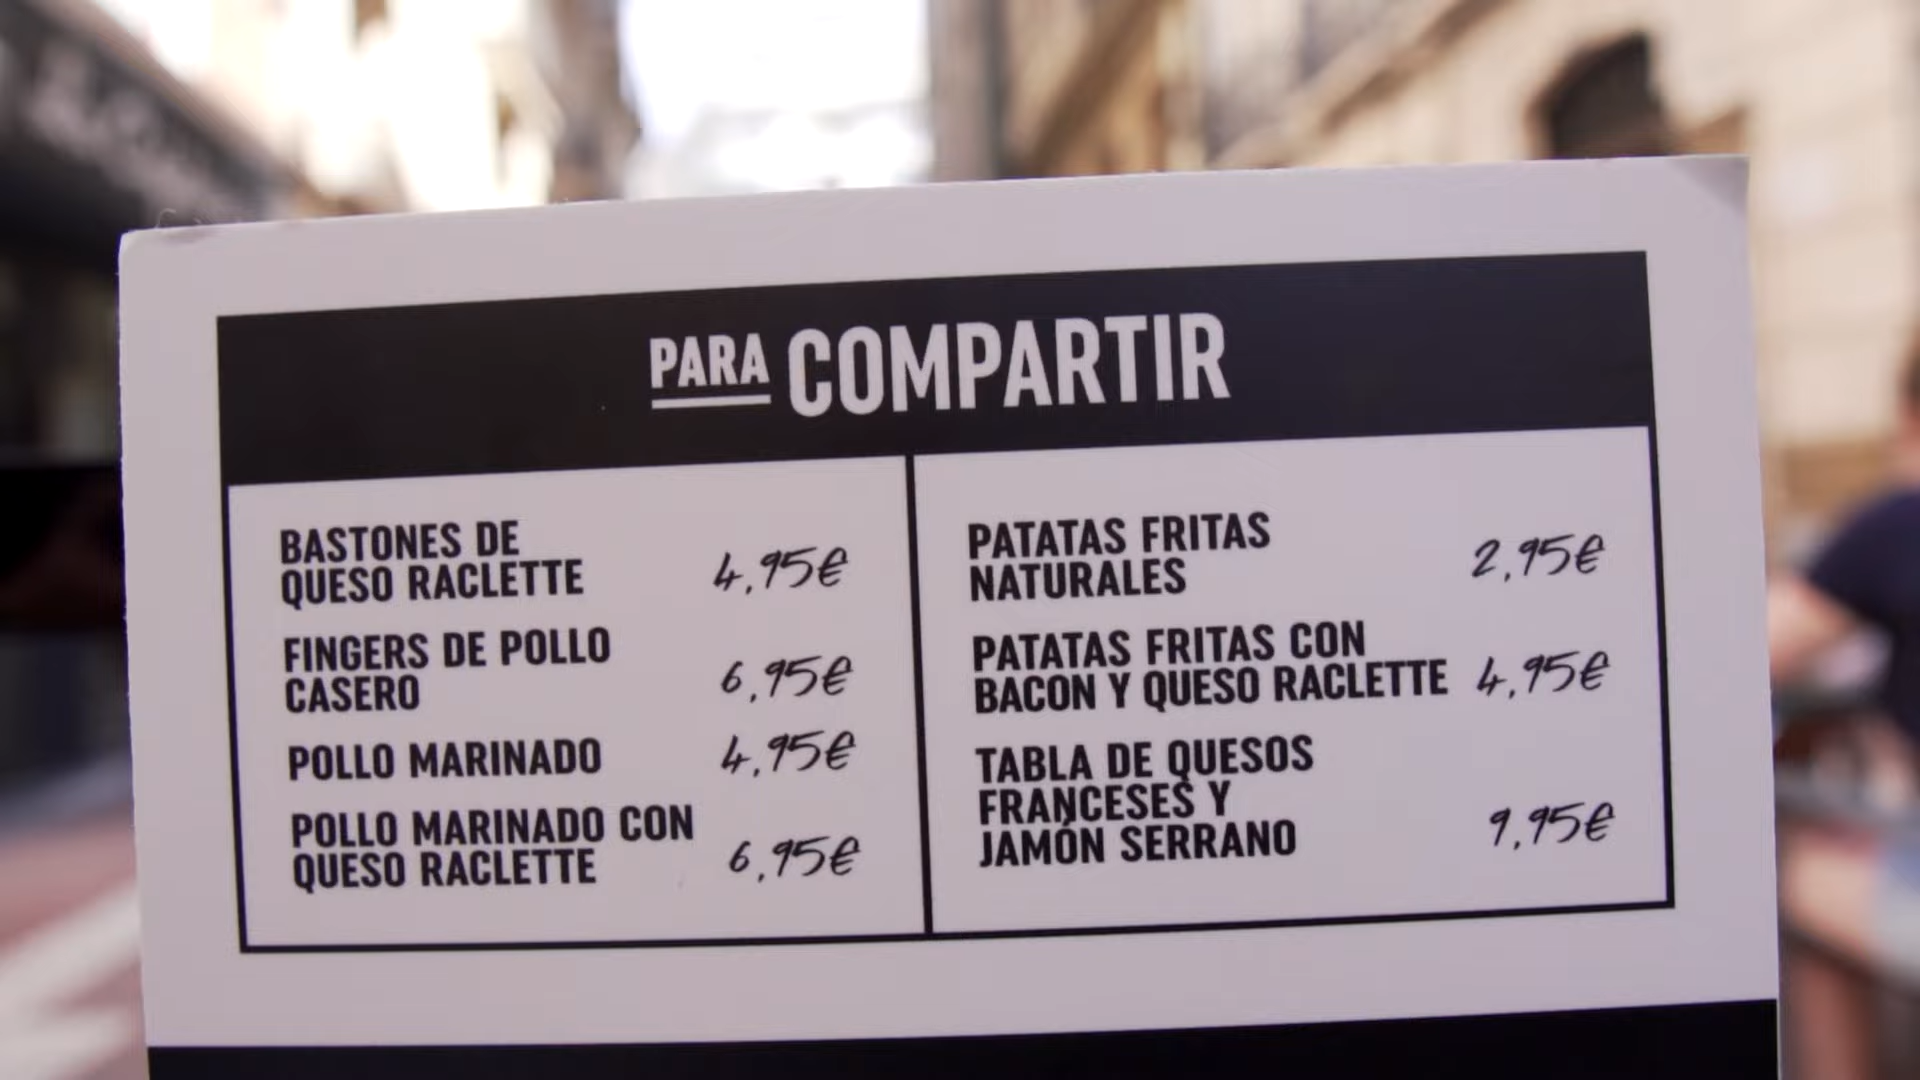 PARA COMPARTIR
BASTONES DE
QUESO RACLETTE 4,95€
FINGERS DE POLLO
CASERO 6,95€
POLLO MARINADO 4,95€
POLLO MARINADO CON
QUESO RACLETTE 6,95€
PATATAS FRITAS
NATURALES 2,95€
PATATAS FRITAS CON
BACON Y QUESO RACLETTE 4,95€
TABLA DE QUESOS
FRANCESES Y
JAMÓN SERRANO 9,95€